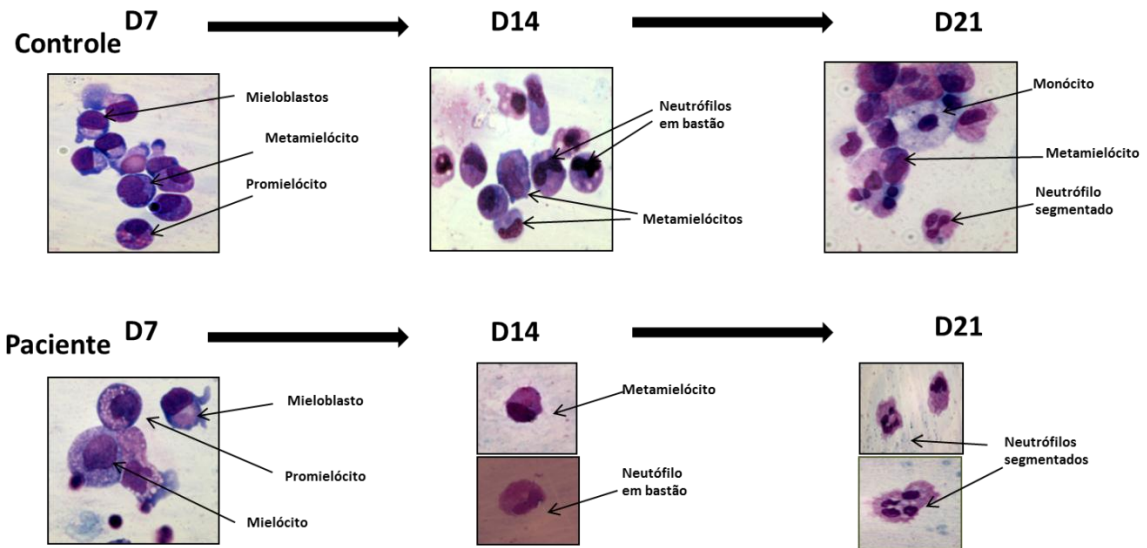 D7
D14
D21
Controle
Mieloblastos
Metamielócito
Promielócito
Neutrófilos
em bastão
Metamielócitos
Monócito
Metamielócito
Neutrófilo
segmentado
D7
D14
D21
Paciente
Mieloblasto
Promielócito
Mielócito
Metamielócito
Neutófilo
em bastão
Neutrófilos
segmentados